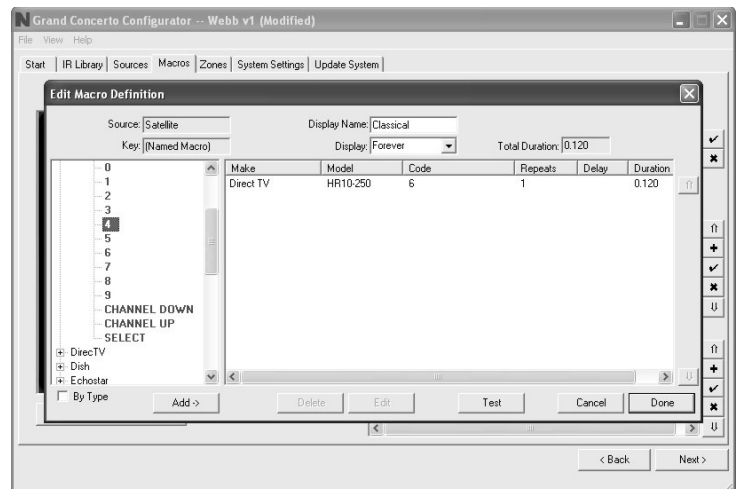 Grand Concerto Configurator -- Webb v1 (Modified)
File View Help
Start IR Library Sources Macros Zones System Settings Update System
Edit Macro Definition
Source: Satellite Display Name: Classical
Key: (Named Macro) Display: Forever Total Duration: 0.120
0
1
2
3
4
5
6
7
8
9
CHANNEL DOWN
CHANNEL UP
SELECT
DirecTV
Dish
Echostar
Make Model Code Repeats Delay Duration
Direct TV HR10-250 6 1 0.120
By Type Add -> Delete Edit Test Cancel Done
< Back Next >